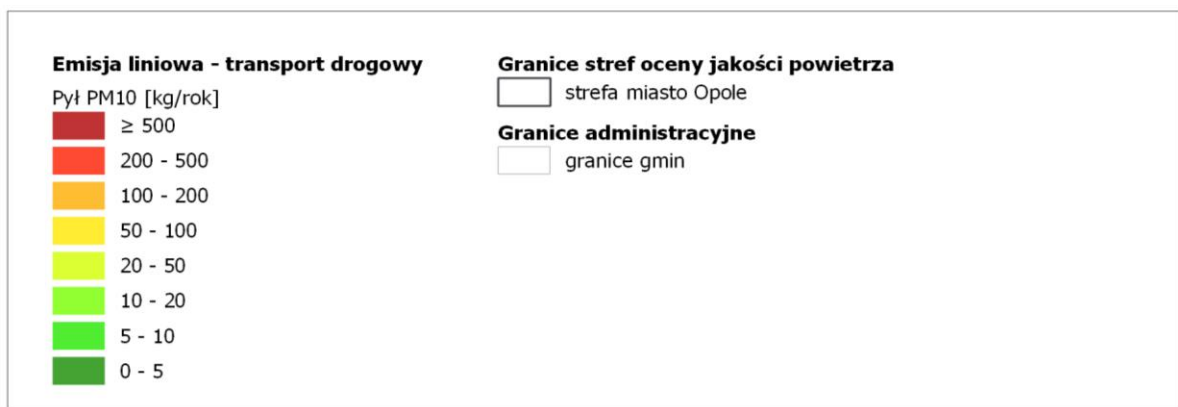 Emisja liniowa - transport drogowy
Pył PM10 [kg/rok]
≥ 500
200 - 500
100 - 200
50 - 100
20 - 50
10 - 20
5 - 10
0 - 5
Granice stref oceny jakości powietrza
strefa miasto Opole
Granice administracyjne
granice gmin